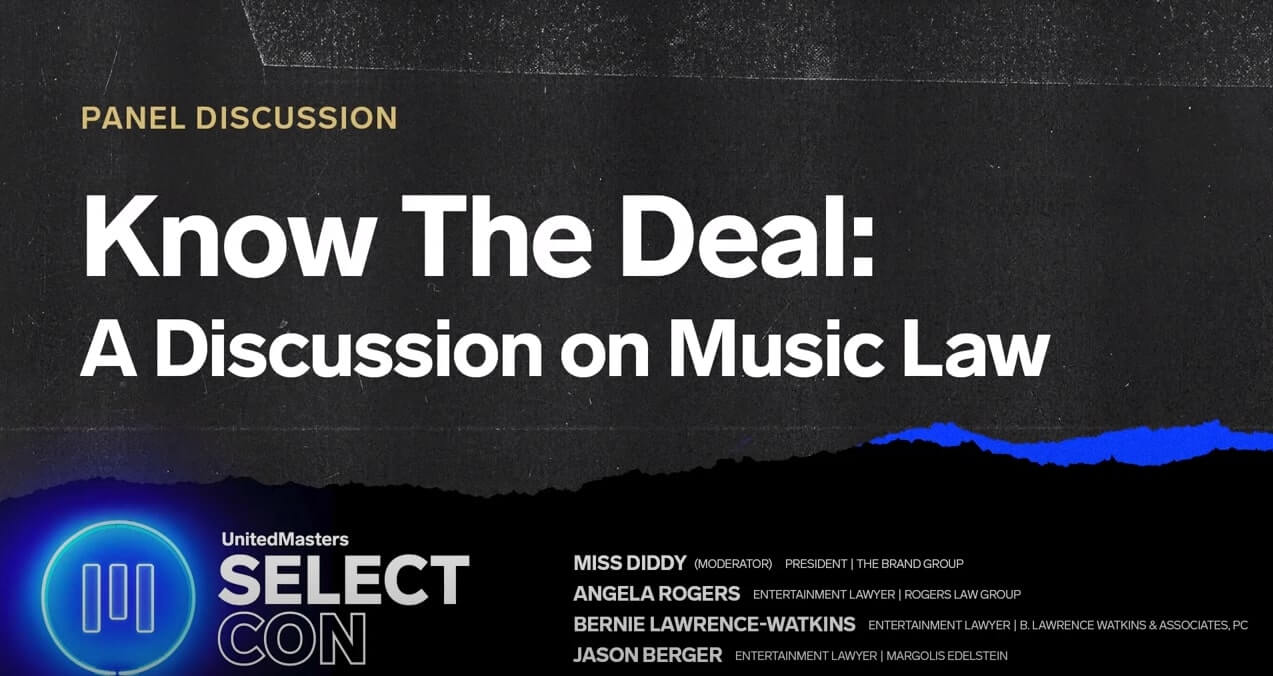 PANEL DISCUSSION
Know The Deal:
A Discussion on Music Law
UnitedMasters
SELECT
CON
MISS DIDDY (MODERATOR) PRESIDENT | THE BRAND GROUP
ANGELA ROGERS ENTERTAINMENT LAWYER | ROGERS LAW GROUP
BERNIE LAWRENCE-WATKINS ENTERTAINMENT LAWYER | B. LAWRENCE WATKINS & ASSOCIATES, PC
JASON BERGER ENTERTAINMENT LAWYER | MARGOLIS EDELSTEIN